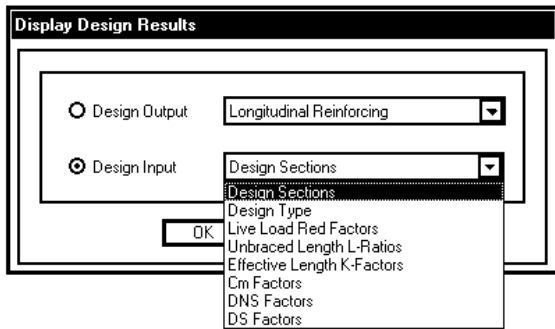 Display Design Results
Design Output Longitudinal Reinforcing
Design Input Design Sections
Design Sections
Design Type
OK Live Load Red Factors
Unbraced Length L-Ratios
Effective Length K-Factors
Cm Factors
DNS Factors
DS Factors